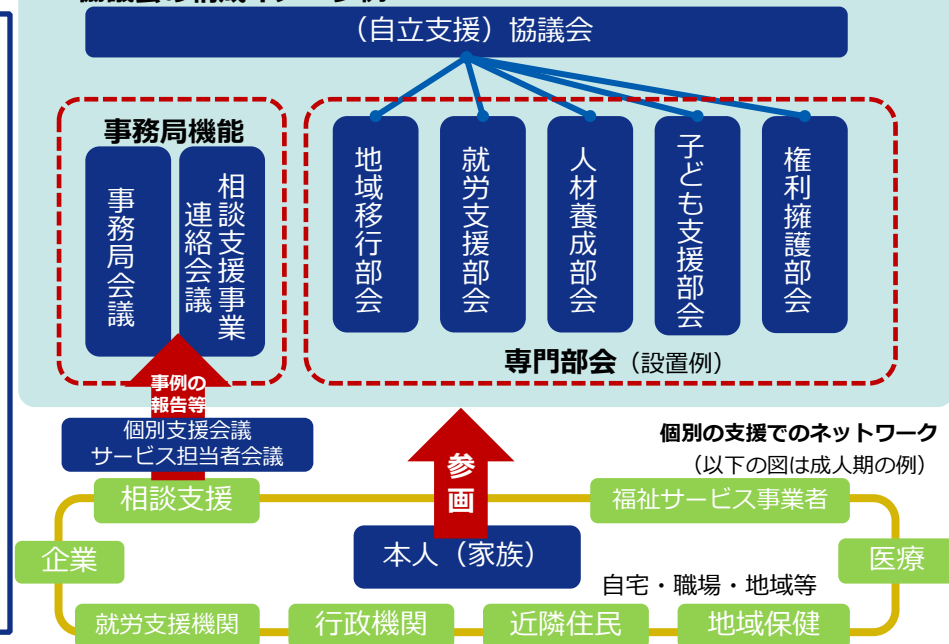 （自立支援）協議会
事務局機能
事務局会議
相談支援事業
連絡会議
地域移行部会
就労支援部会
人材養成部会
子ども支援部会
権利擁護部会
専門部会（設置例）
事例の
報告等
個別支援会議
サービス担当者会議
参画
個別の支援でのネットワーク
（以下の図は成人期の例）
相談支援
福祉サービス事業者
企業
本人（家族）
医療
自宅・職場・地域等
就労支援機関
行政機関
近隣住民
地域保健